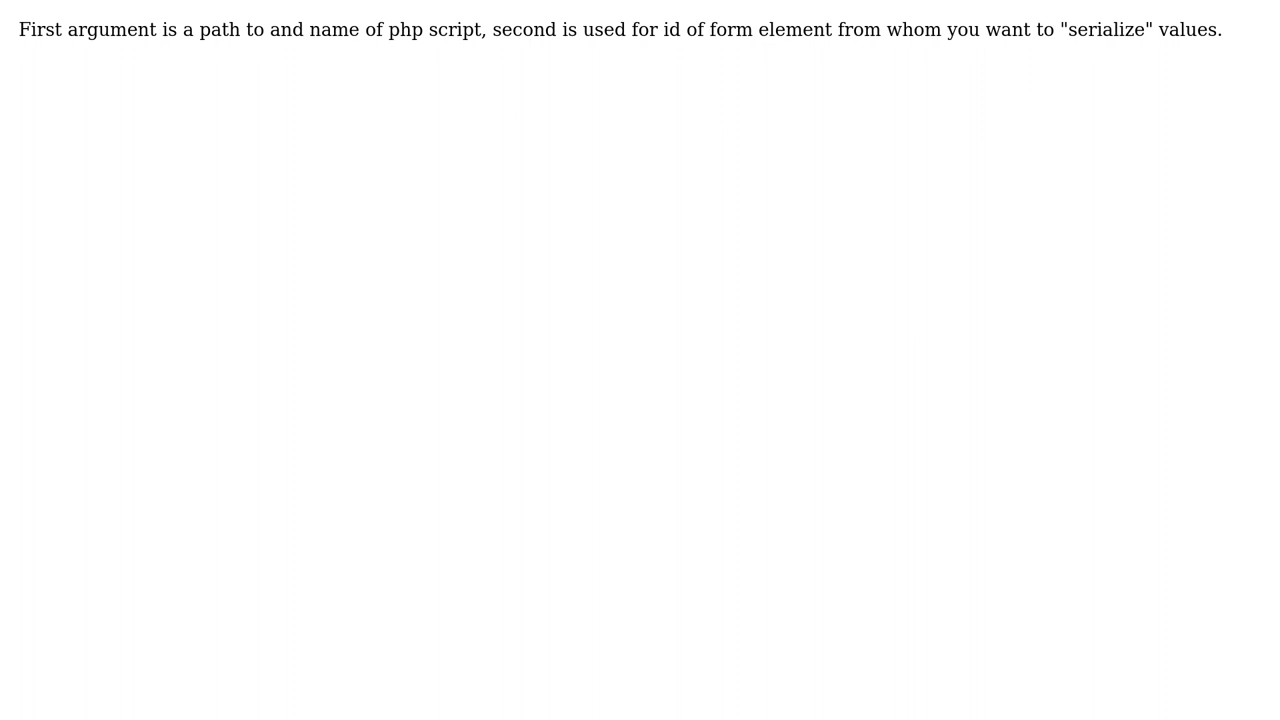 First argument is a path to and name of php script, second is used for id of form element from whom you want to "serialize" values.